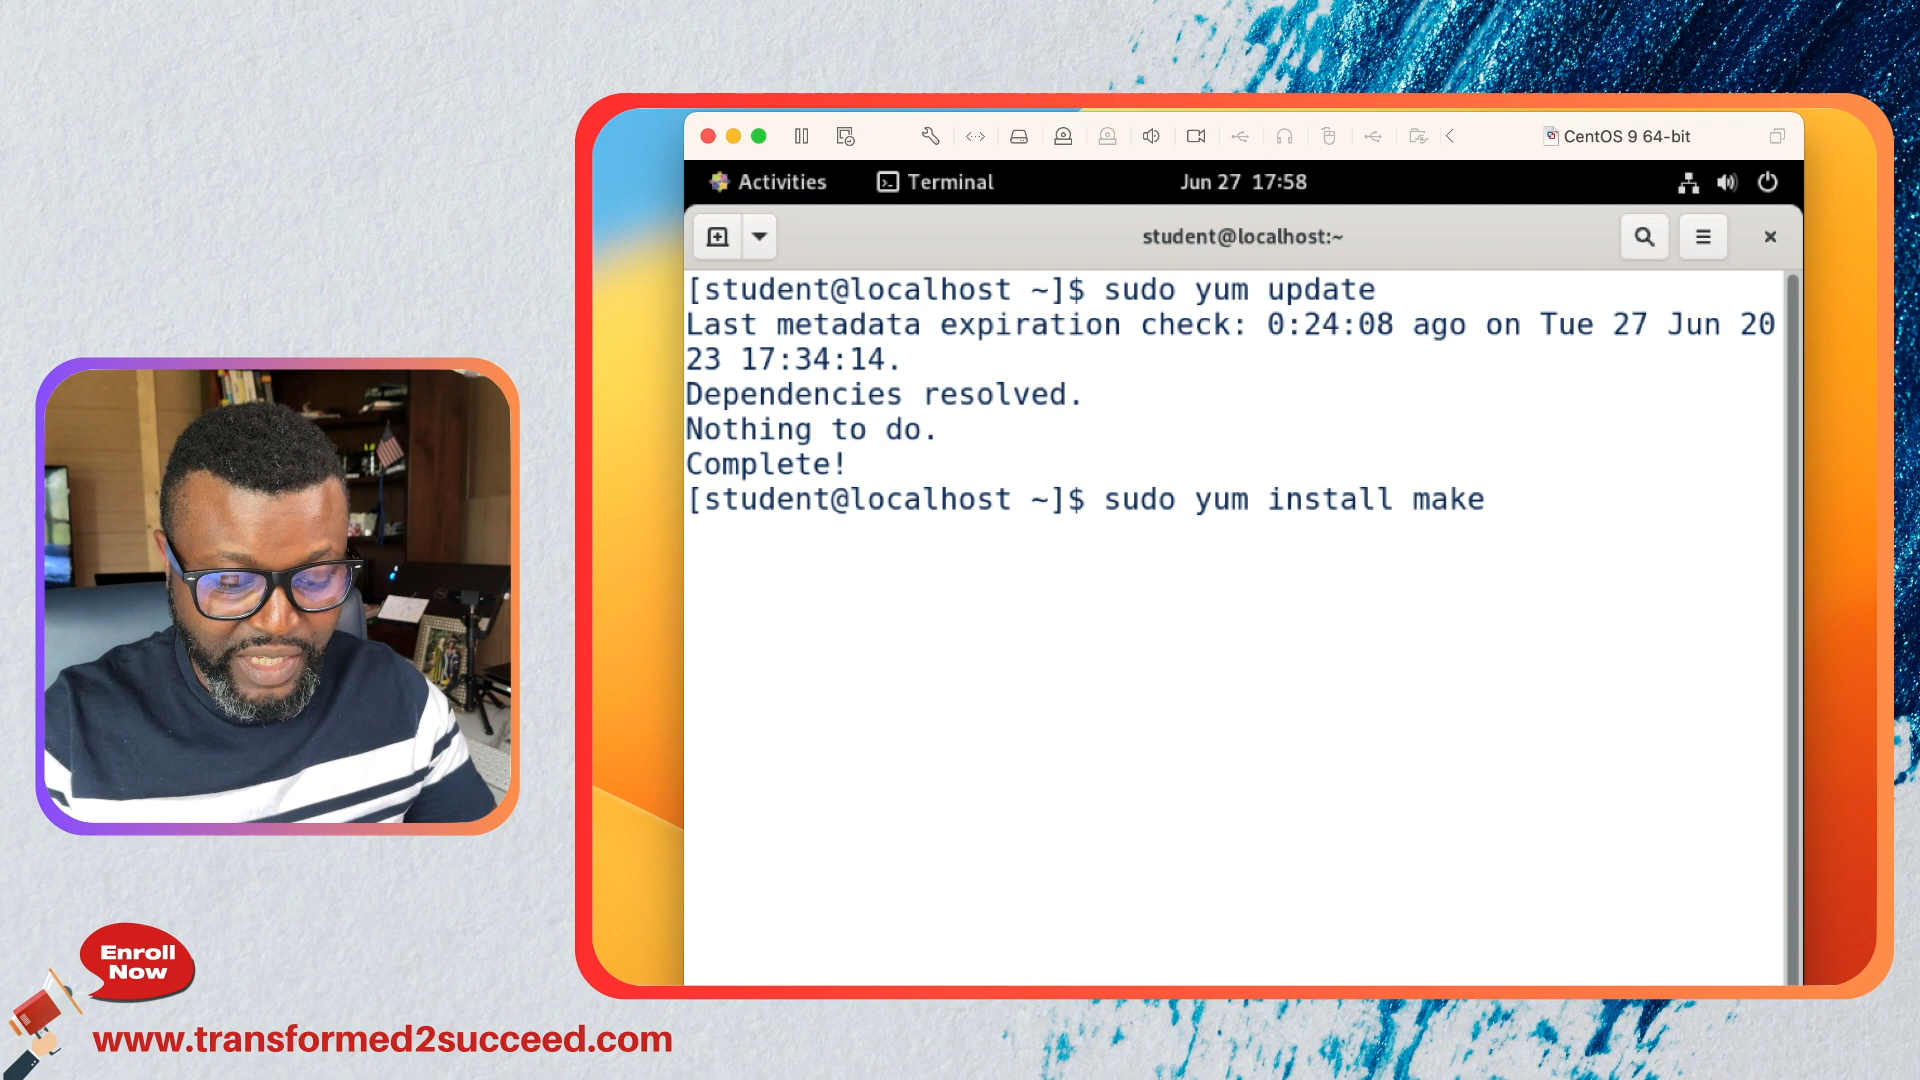 CentOS 9 64-bit
Activities
Terminal
Jun 27 17:58
student@localhost:~
[student@localhost ~]$ sudo yum update
Last metadata expiration check: 0:24:08 ago on Tue 27 Jun 20
23 17:34:14.
Dependencies resolved.
Nothing to do.
Complete!
[student@localhost ~]$ sudo yum install make
Enroll
Now
www.transformed2succeed.com